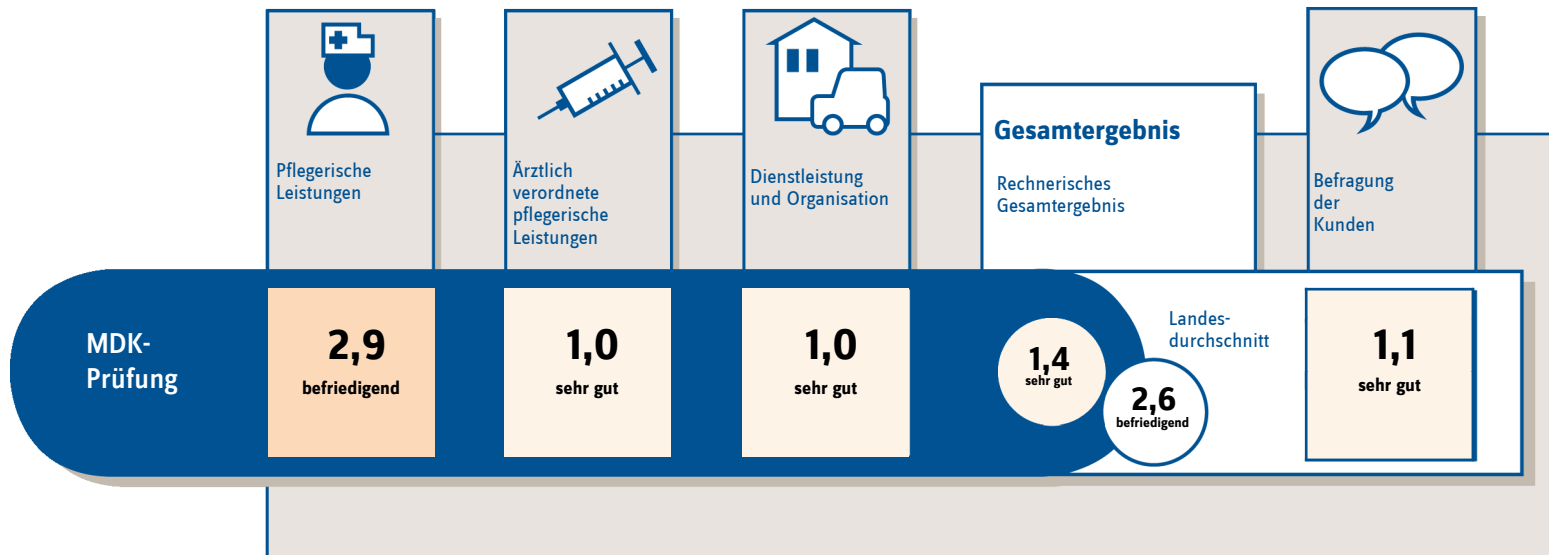 Pflegerische
Leistungen
Ärztlich
verordnete
pflegerische
Leistungen
Dienstleistung
und Organisation
Gesamtergebnis
Rechnerisches
Gesamtergebnis
Befragung
der
Kunden
MDK-
Prüfung
2,9
befriedigend
1,0
sehr gut
1,0
sehr gut
1,4
sehr gut
Landes-
durchschnitt
2,6
befriedigend
1,1
sehr gut